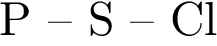 P – S – Cl